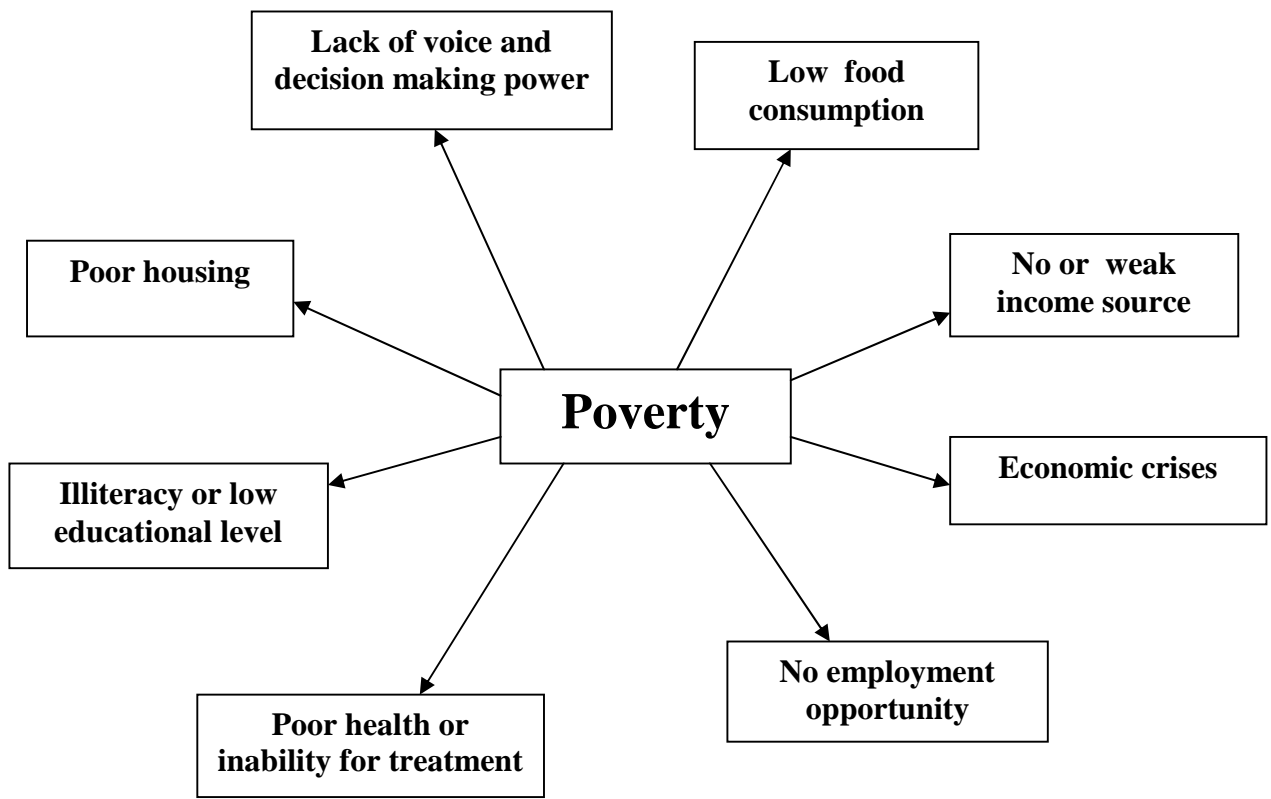 Lack of voice and
decision making power
Low food
consumption
Poor housing
No or weak
income source
Poverty
Illiteracy or low
educational level
Economic crises
No employment
opportunity
Poor health or
inability for treatment